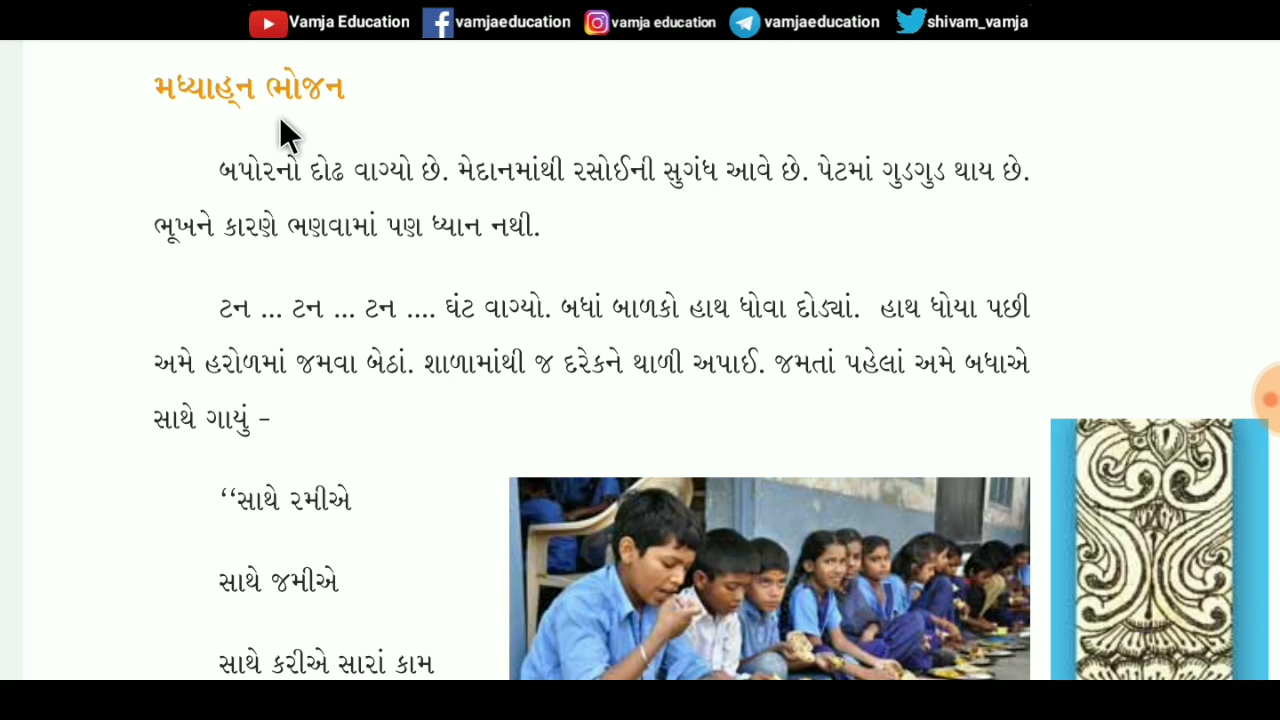 Vamja Education vamjaeducation vamja education vamjaeducation shivam_vamja
મધ્યાહ્ન ભોજન
બપોરનો દોઢ વાગ્યો છે. મેદાનમાંથી રસોઈની સુગંધ આવે છે. પેટમાં ગુડગુડ થાય છે.
ભૂખને કારણે ભણવામાં પણ ધ્યાન નથી.
ટન ... ટન ... ટન .... ઘંટ વાગ્યો. બધાં બાળકો હાથ ધોવા દોડ્યાં. હાથ ધોયા પછી
અમે હરોળમાં જમવા બેઠાં. શાળામાંથી જ દરેકને થાળી અપાઈ. જમતાં પહેલાં અમે બધાએ
સાથે ગાયું –
‘‘સાથે રમીએ
સાથે જમીએ
સાથે કરીએ સારાં કામ